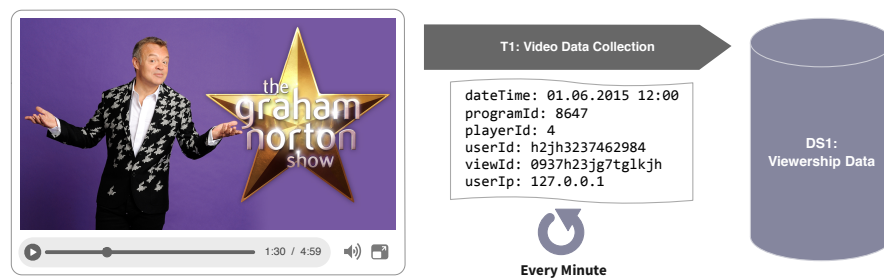 the
graham
norton
show
1:30 / 4:59
T1: Video Data Collection
dateTime: 01.06.2015 12:00
programId: 8647
playerId: 4
userId: h2jh3237462984
viewId: 0937h23jg7tglkjh
userIp: 127.0.0.1
Every Minute
DS1:
Viewership Data